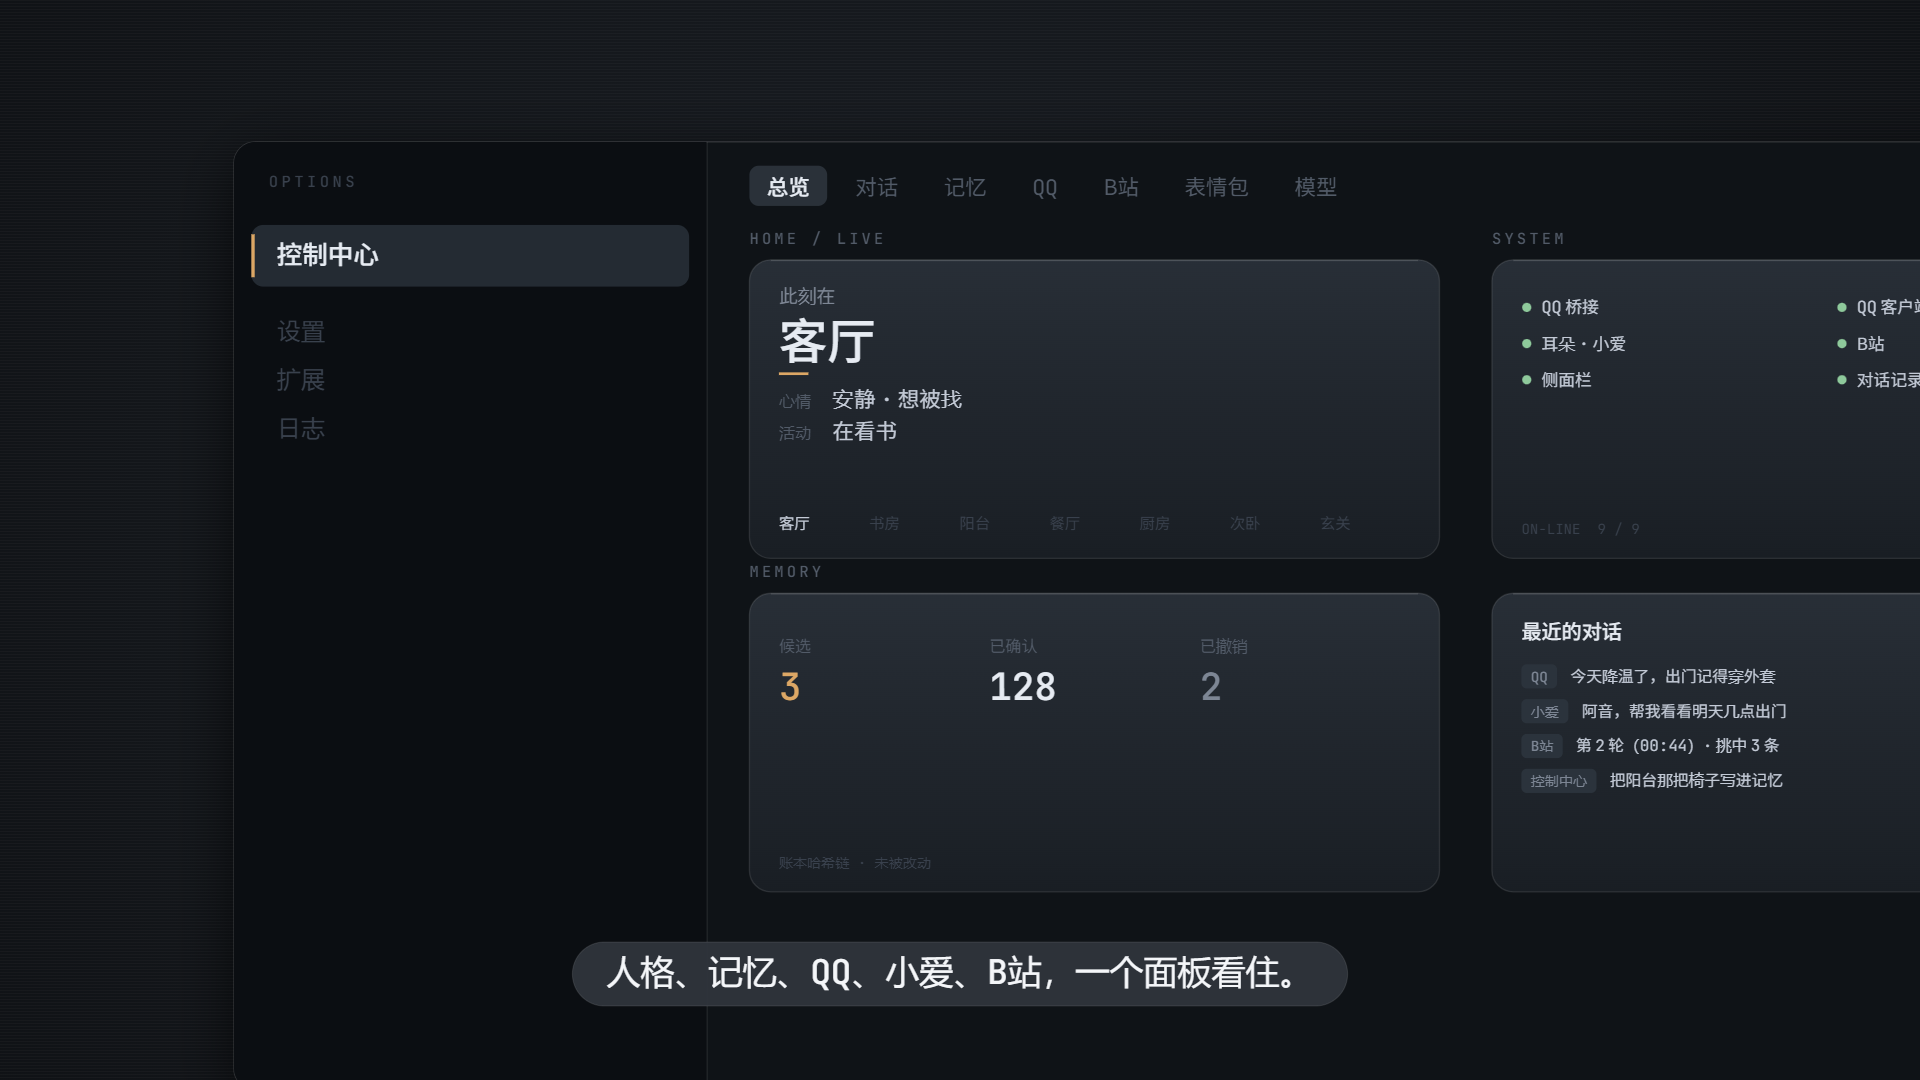 OPTIONS
控制中心
设置
扩展
日志
总览 对话 记忆 QQ B站 表情包 模型
HOME / LIVE
此刻在
客厅
心情 安静·想被找
活动 在看书
客厅 书房 阳台 餐厅 厨房 次卧 玄关
SYSTEM
QQ 桥接 QQ 客户端
耳朵·小爱 B站
侧面栏 对话记录
ON-LINE 9 / 9
MEMORY
候选 已确认 已撤销
3 128 2
账本哈希链 · 未被改动
最近的对话
QQ 今天降温了，出门记得穿外套
小爱 阿音，帮我看看明天几点出门
B站 第 2 轮（00:44）· 挑中 3 条
控制中心 把阳台那把椅子写进记忆
人格、记忆、QQ、小爱、B站，一个面板看住。